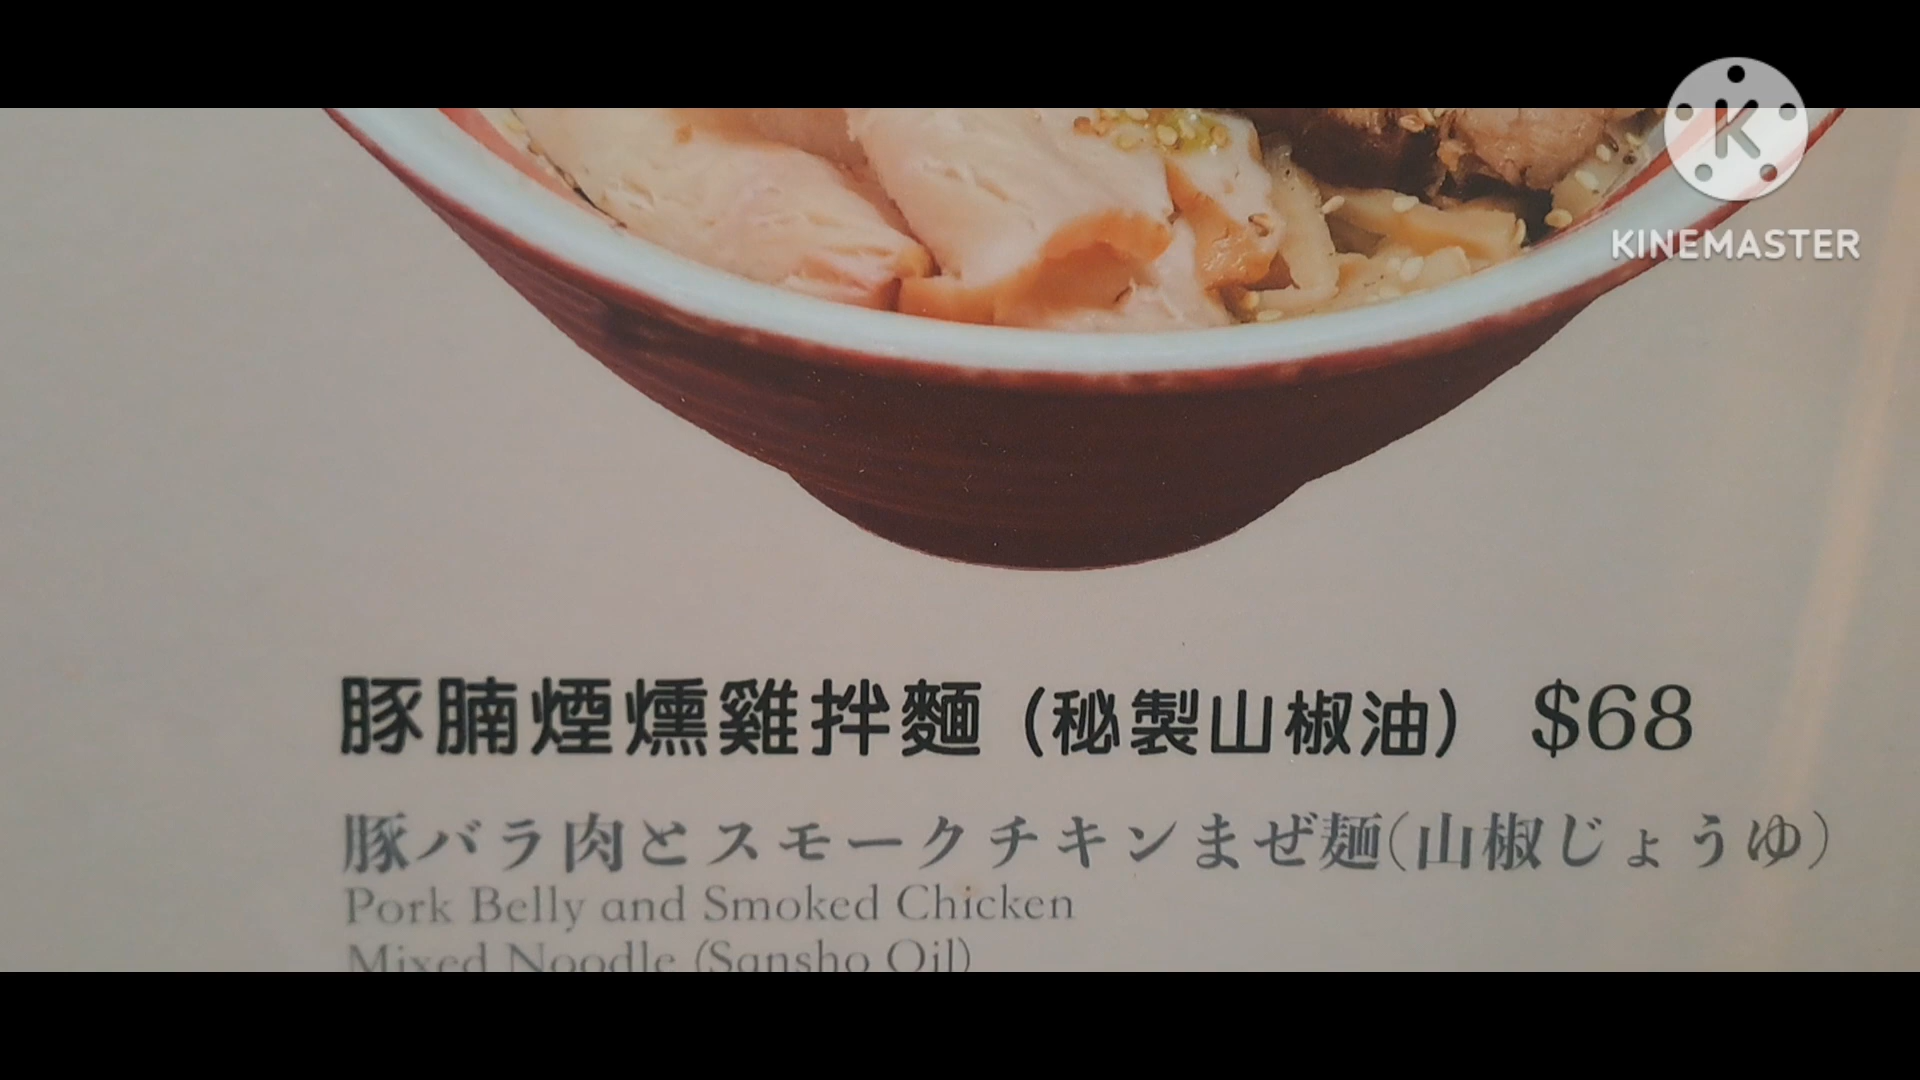 KINEMASTER
豚腩煙燻雞拌麵 (秘製山椒油) $68
豚バラ肉とスモークチキンまぜ麺(山椒じょうゆ)
Pork Belly and Smoked Chicken
Mixed Noodle (Sansho Oil)